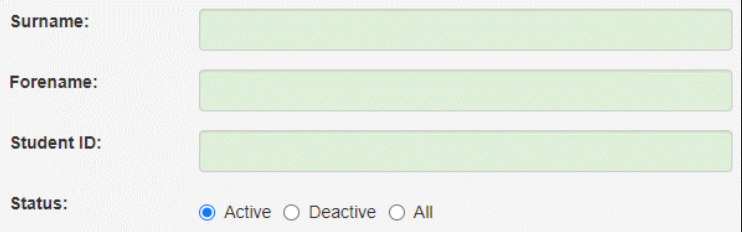 Surname:
Forename:
Student ID:
Status: Active Deactive All